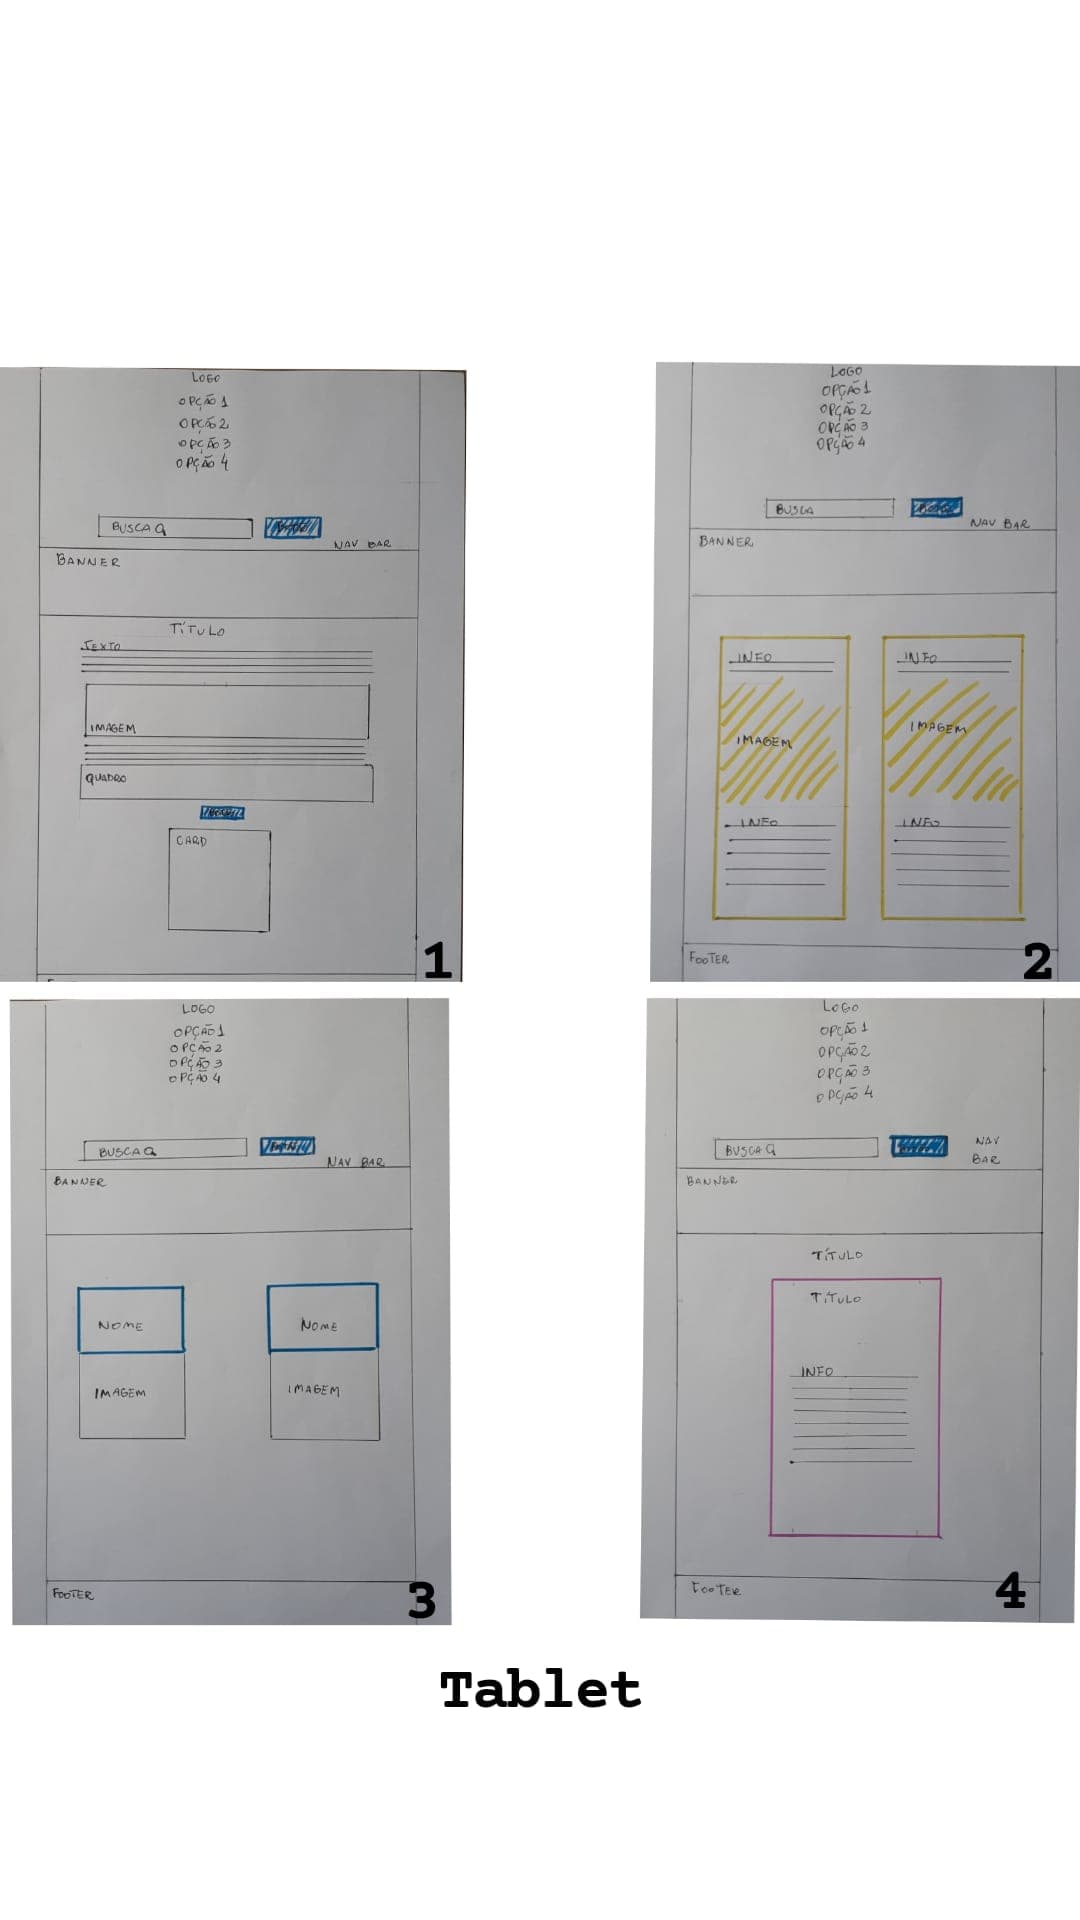 LOGO
OPÇÃO 1
OPÇÃO 2
OPÇÃO 3
OPÇÃO 4
BUSCA
NAV BAR
BANNER
TÍTULO
TEXTO
IMAGEM
QUADRO
CARD
1
LOGO
OPÇÃO 1
OPÇÃO 2
OPÇÃO 3
OPÇÃO 4
BUSCA
NAV BAR
BANNER
INFO INFO
IMAGEM IMAGEM
INFO INFO
FOOTER
2
LOGO
OPÇÃO 1
OPÇÃO 2
OPÇÃO 3
OPÇÃO 4
BUSCA
NAV BAR
BANNER
NOME NOME
IMAGEM IMAGEM
FOOTER
3
LOGO
OPÇÃO 1
OPÇÃO 2
OPÇÃO 3
OPÇÃO 4
BUSCA
NAV
BAR
BANNER
TÍTULO
TÍTULO
INFO
FOOTER
4
Tablet